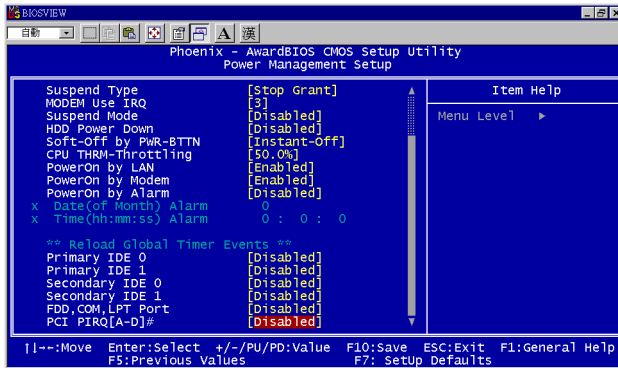 BIOSVIEW
自動
A 漢
Phoenix - AwardBIOS CMOS Setup Utility
Power Management Setup
Suspend Type [Stop Grant]
MODEM Use IRQ [3]
Suspend Mode [Disabled]
HDD Power Down [Disabled]
Soft-Off by PWR-BTTN [Instant-Off]
CPU THRM-Throttling [50.0%]
PowerOn by LAN [Enabled]
PowerOn by Modem [Enabled]
PowerOn by Alarm [Disabled]
x Date(of Month) Alarm 0
x Time(hh:mm:ss) Alarm 0 : 0 : 0
** Reload Global Timer Events **
Primary IDE 0 [Disabled]
Primary IDE 1 [Disabled]
Secondary IDE 0 [Disabled]
Secondary IDE 1 [Disabled]
FDD,COM,LPT Port [Disabled]
PCI PIRQ[A-D]# [Disabled]
Item Help
Menu Level ▶
↑↓→←:Move Enter:Select +/-/PU/PD:Value F10:Save ESC:Exit F1:General Help
F5:Previous Values F7: SetUp Defaults